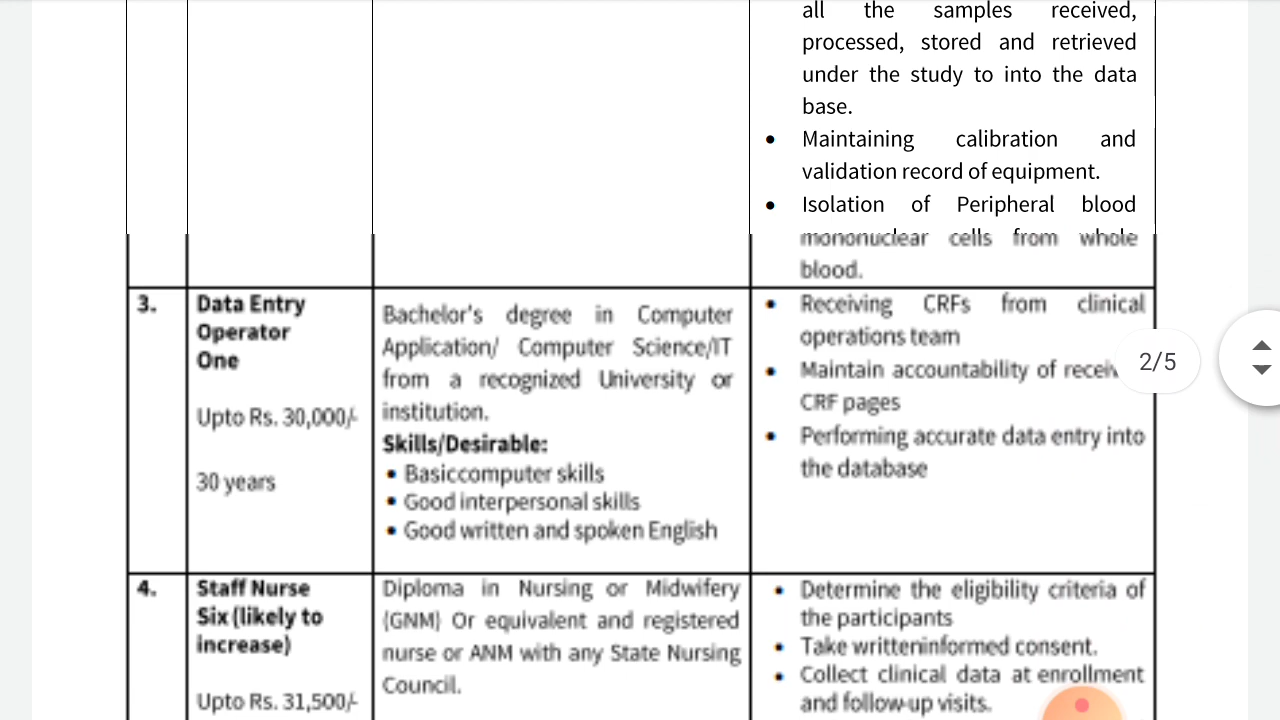 all the samples received,
processed, stored and retrieved
under the study to into the data
base.
• Maintaining calibration and
validation record of equipment.
• Isolation of Peripheral blood
mononuclear cells from whole
blood.
3.
Data Entry
Operator
One
Upto Rs. 30,000/-
30 years
Bachelor's degree in Computer
Application/ Computer Science/IT
from a recognized University or
institution.
Skills/Desirable:
• Basiccomputer skills
• Good interpersonal skills
• Good written and spoken English
• Receiving CRFs from clinical
operations team
• Maintain accountability of
CRF pages
• Performing accurate data entry into
the database
2/5
4.
Staff Nurse
Six (likely to
increase)
Upto Rs. 31,500/-
Diploma in Nursing or Midwifery
(GNM) Or equivalent and registered
nurse or ANM with any State Nursing
Council.
• Determine the eligibility criteria of
the participants
• Take writteninformed consent.
• Collect clinical data at enrollment
and follow-up visits.